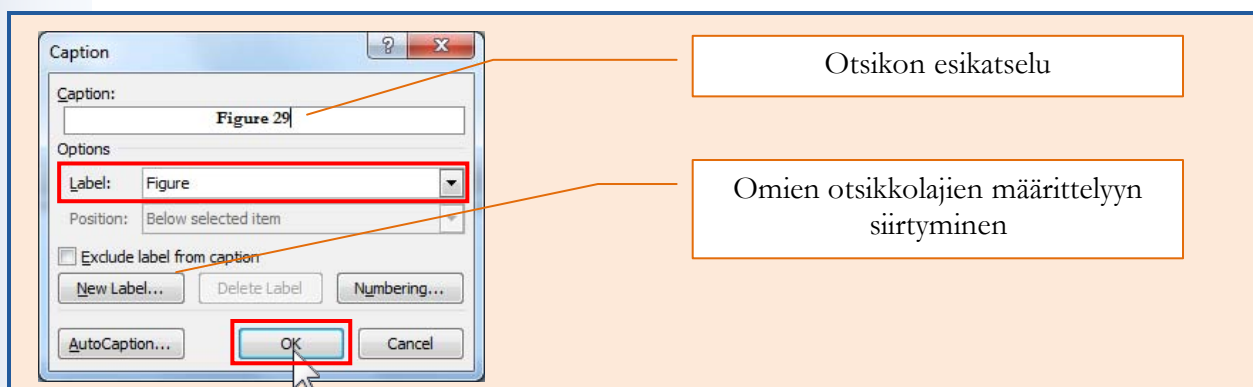 Caption
Caption:
Figure 29
Options
Label: Figure
Position: Below selected item
Exclude label from caption
New Label... Delete Label Numbering...
AutoCaption... OK Cancel
Otsikon esikatselu
Omien otsikkolajien määrittelyyn
siirtyminen